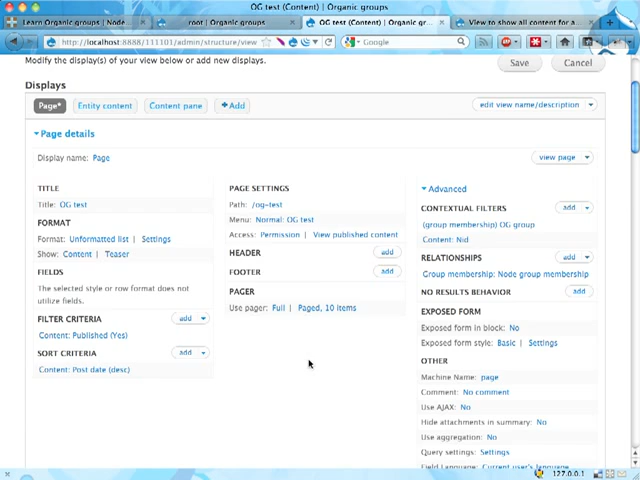 OG test (Content) | Organic groups
Learn Organic groups | Node...
root | Organic groups
OG test (Content) | Organic gr...
View to show all content for a...
http://localhost:8888/111101/admin/structure/view
Google
Modify the display(s) of your view below or add new displays.
Save
Cancel
Displays
Page*
Entity content
Content pane
Add
edit view name/description
Page details
Display name: Page
view page
TITLE
Title: OG test
FORMAT
Format: Unformatted list | Settings
Show: Content | Teaser
FIELDS
The selected style or row format does not
utilize fields.
FILTER CRITERIA
add
Content: Published (Yes)
SORT CRITERIA
add
Content: Post date (desc)
PAGE SETTINGS
Path: /og-test
Menu: Normal: OG test
Access: Permission | View published content
HEADER
add
FOOTER
add
PAGER
Use pager: Full | Paged, 10 items
Advanced
CONTEXTUAL FILTERS
add
(group membership) OG group
Content: Nid
RELATIONSHIPS
add
Group membership: Node group membership
NO RESULTS BEHAVIOR
add
EXPOSED FORM
Exposed form in block: No
Exposed form style: Basic | Settings
OTHER
Machine Name: page
Comment: No comment
Use AJAX: No
Hide attachments in summary: No
Use aggregation: No
Query settings: Settings
Field Language: Current user's language
127.0.0.1